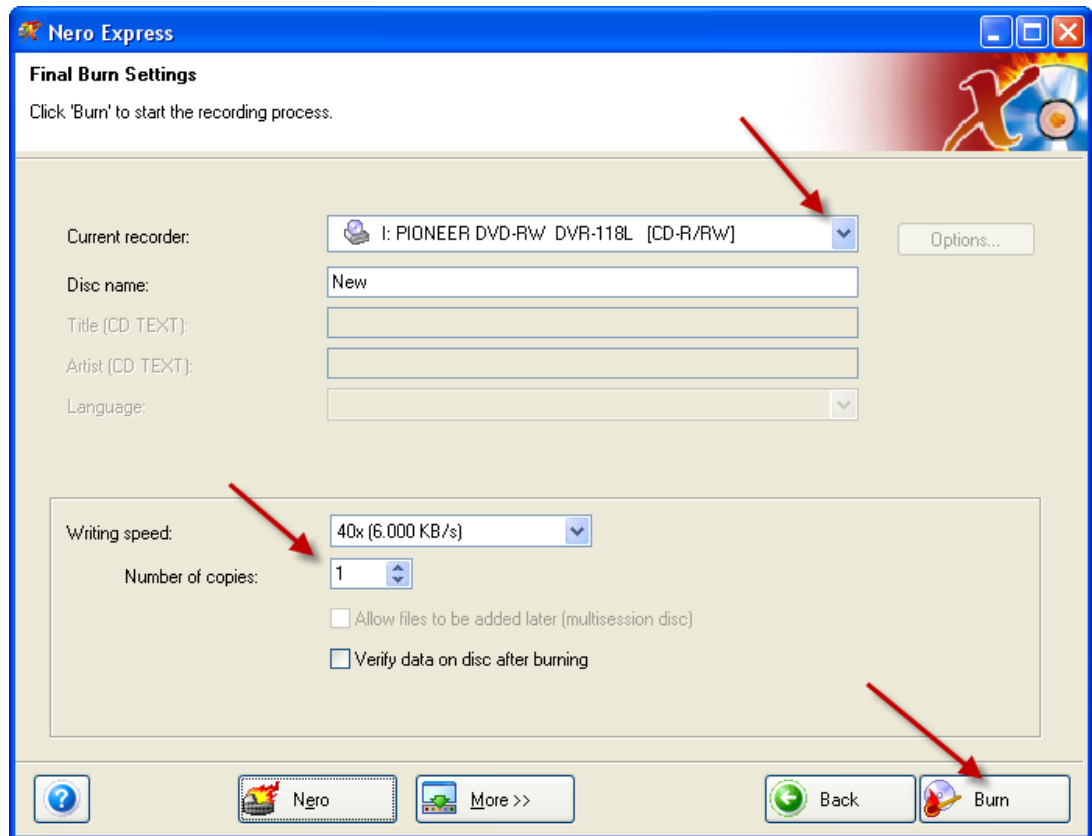 Nero Express
Final Burn Settings
Click 'Burn' to start the recording process.
Current recorder: I: PIONEER DVD-RW DVR-118L [CD-R/RW] Options...
Disc name: New
Title (CD TEXT):
Artist (CD TEXT):
Language:
Writing speed: 40x (6.000 KB/s)
Number of copies: 1
Allow files to be added later (multisession disc)
Verify data on disc after burning
? Nero More >> Back Burn